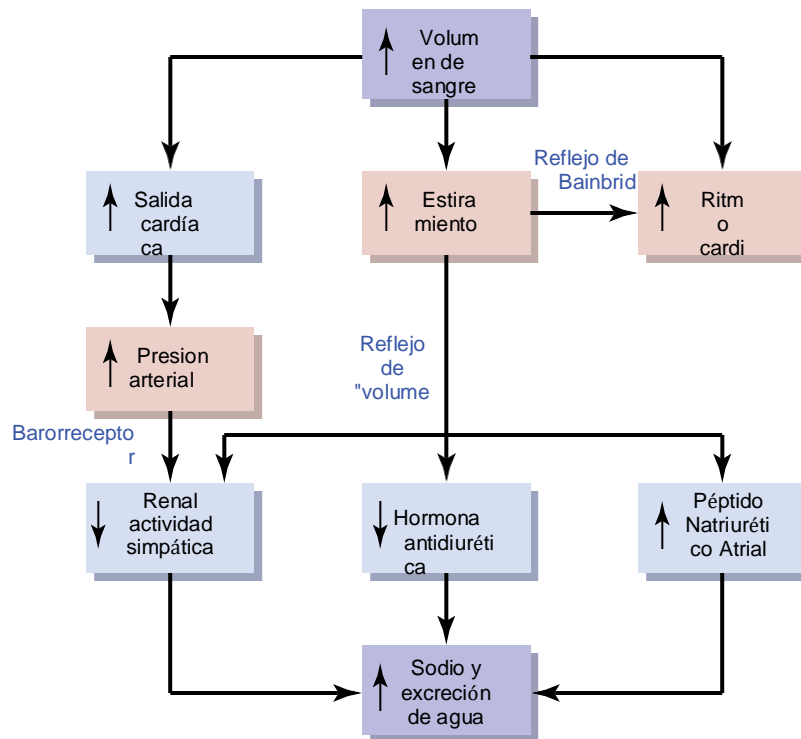 Volum
en de
sangre
Reflejo de
Bainbrid
Salida
cardía
ca
Estira
miento
Ritm
o
cardi
Presion
arterial
Reflejo
de
"volume
Barorrecepto
r
Renal
actividad
simpática
Hormona
antidiuréti
ca
Péptido
Natriuréti
co Atrial
Sodio y
excreción
de agua